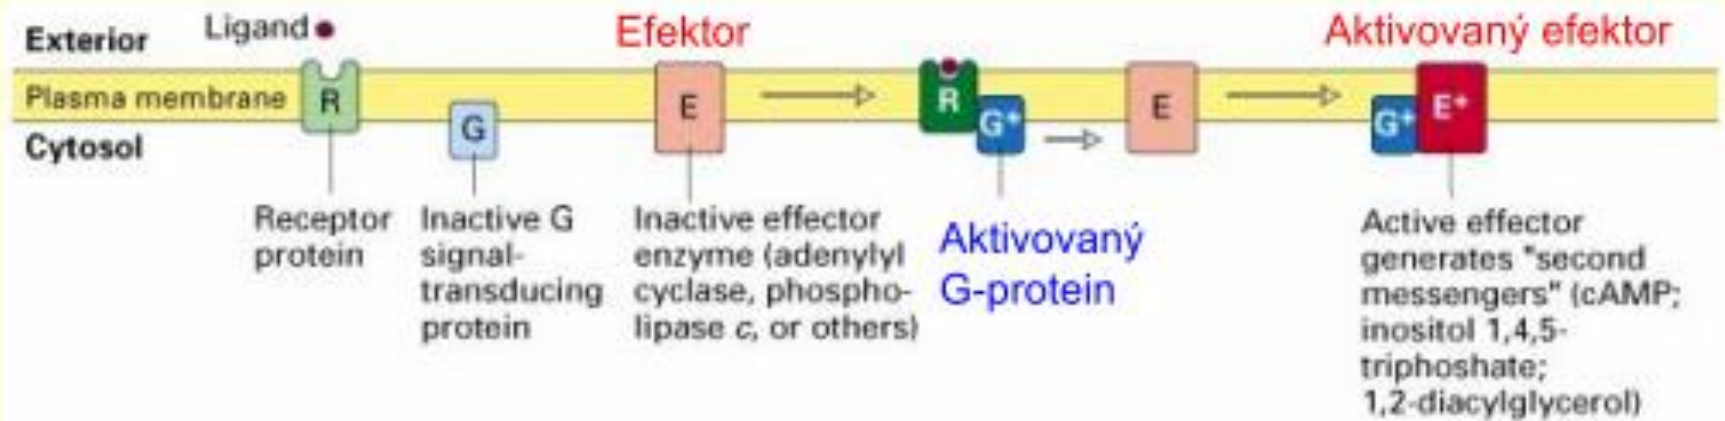 Exterior
Ligand
Efektor
Aktivovaný efektor
Plasma membrane
R
G
E
R
G+
E
G+
E+
Cytosol
Receptor
protein
Inactive G
signal-
transducing
protein
Inactive effector
enzyme (adenylyl
cyclase, phospho-
lipase c, or others)
Aktivovaný
G-protein
Active effector
generates "second
messengers" (cAMP;
inositol 1,4,5-
triphoshate;
1,2-diacylglycerol)